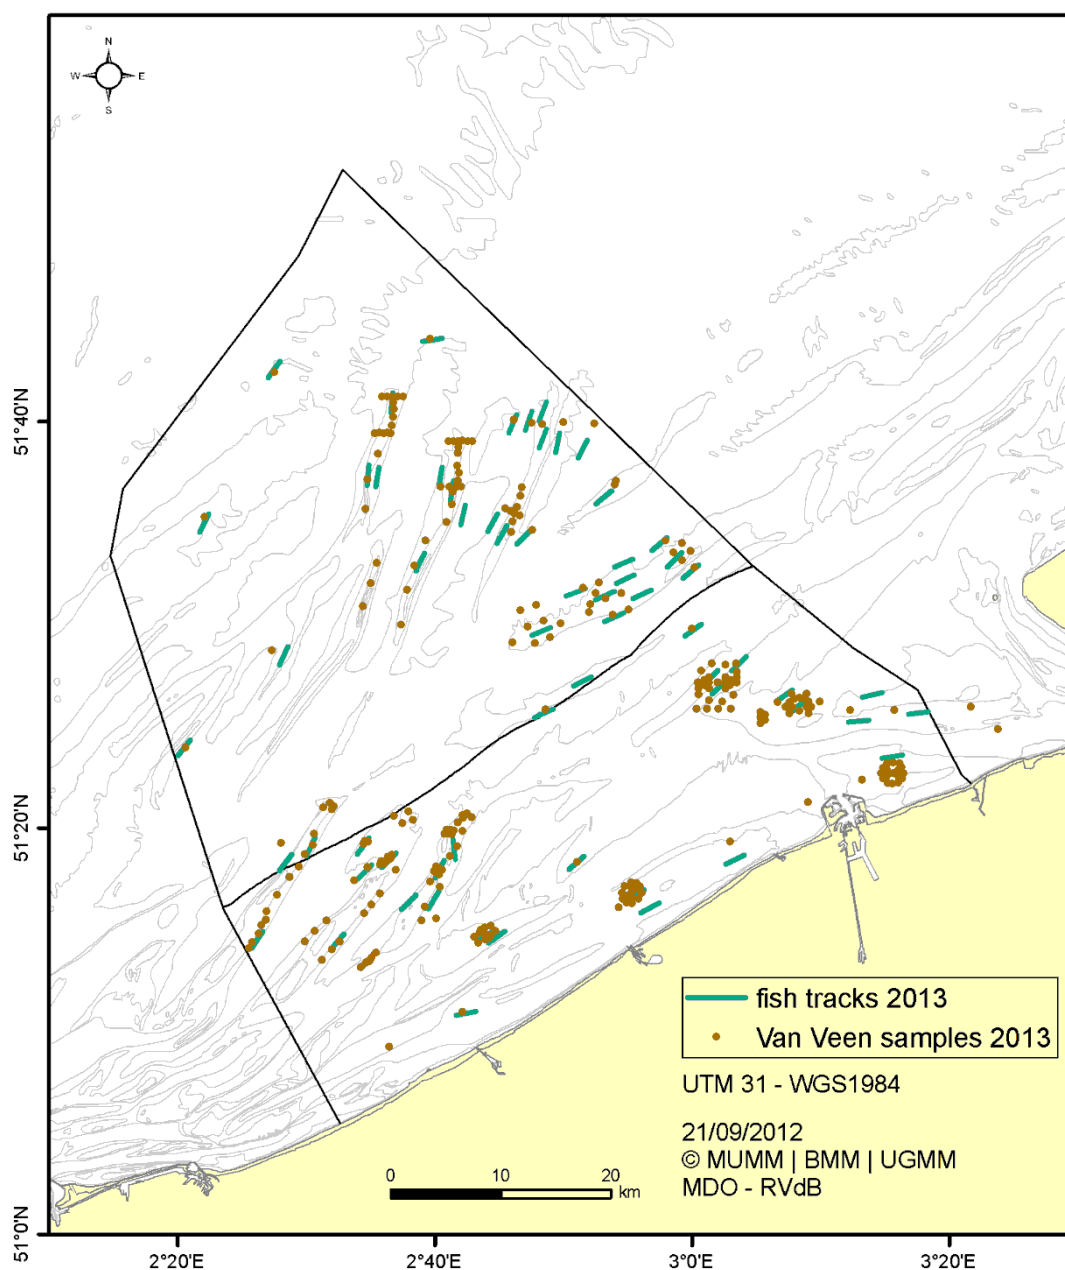 N
W E
S
51°40'N
51°20'N
51°0'N
fish tracks 2013
Van Veen samples 2013
UTM 31 - WGS1984
21/09/2012
© MUMM | BMM | UGMM
MDO - RVdB
0 10 20
km
2°20'E 2°40'E 3°0'E 3°20'E